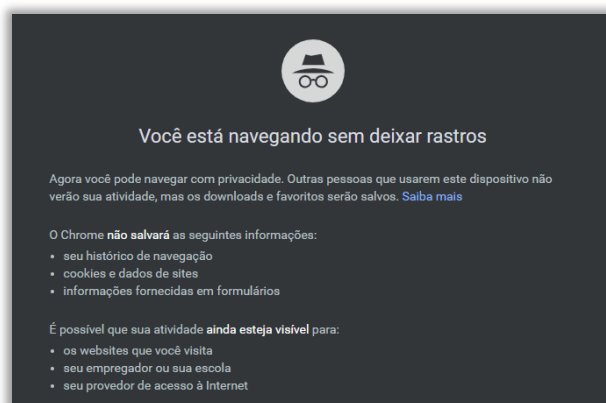 Você está navegando sem deixar rastros
Agora você pode navegar com privacidade. Outras pessoas que usarem este dispositivo não
verão sua atividade, mas os downloads e favoritos serão salvos. Saiba mais
O Chrome não salvará as seguintes informações:
• seu histórico de navegação
• cookies e dados de sites
• informações fornecidas em formulários
É possível que sua atividade ainda esteja visível para:
• os websites que você visita
• seu empregador ou sua escola
• seu provedor de acesso à Internet